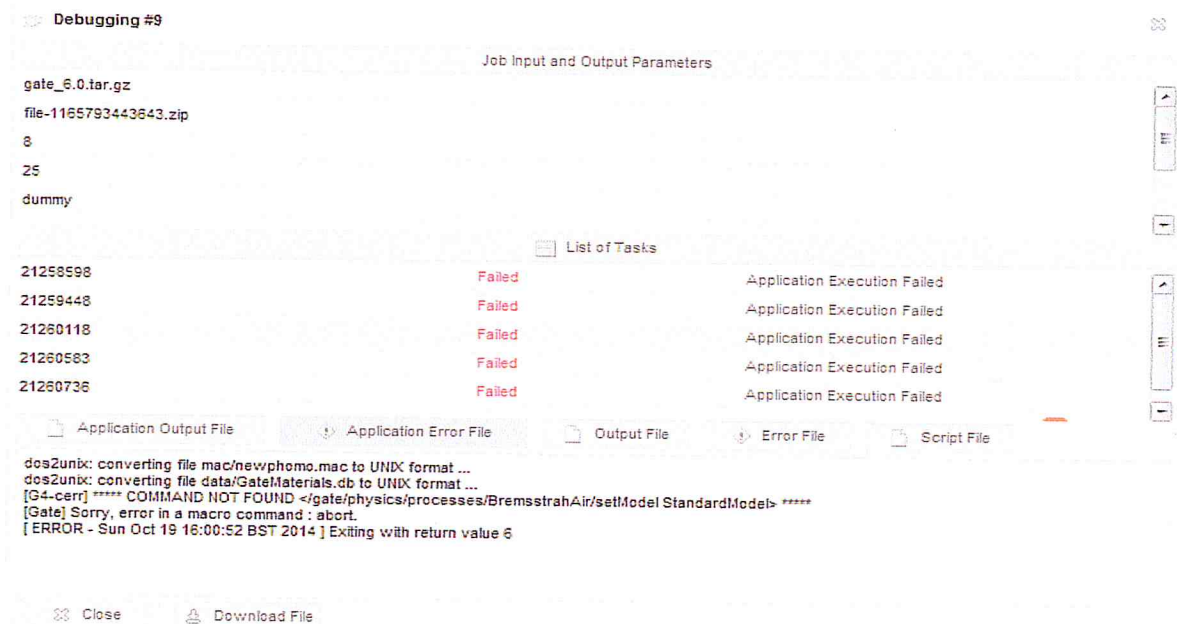 Debugging #9
Job Input and Output Parameters
gate_6.0.tar.gz
file-1165793443643.zip
8
25
dummy
List of Tasks
21258598 Failed Application Execution Failed
21259448 Failed Application Execution Failed
21260118 Failed Application Execution Failed
21260583 Failed Application Execution Failed
21260736 Failed Application Execution Failed
Application Output File Application Error File Output File Error File Script File
dos2unix: converting file mac/newphomo.mac to UNIX format ...
dos2unix: converting file data/GateMaterials.db to UNIX format ...
[G4-cerr] ***** COMMAND NOT FOUND </gate/physics/processes/BremsstrahAir/setModel StandardModel> *****
[Gate] Sorry, error in a macro command : abort.
[ ERROR - Sun Oct 19 16:00:52 BST 2014 ] Exiting with return value 6
Close Download File